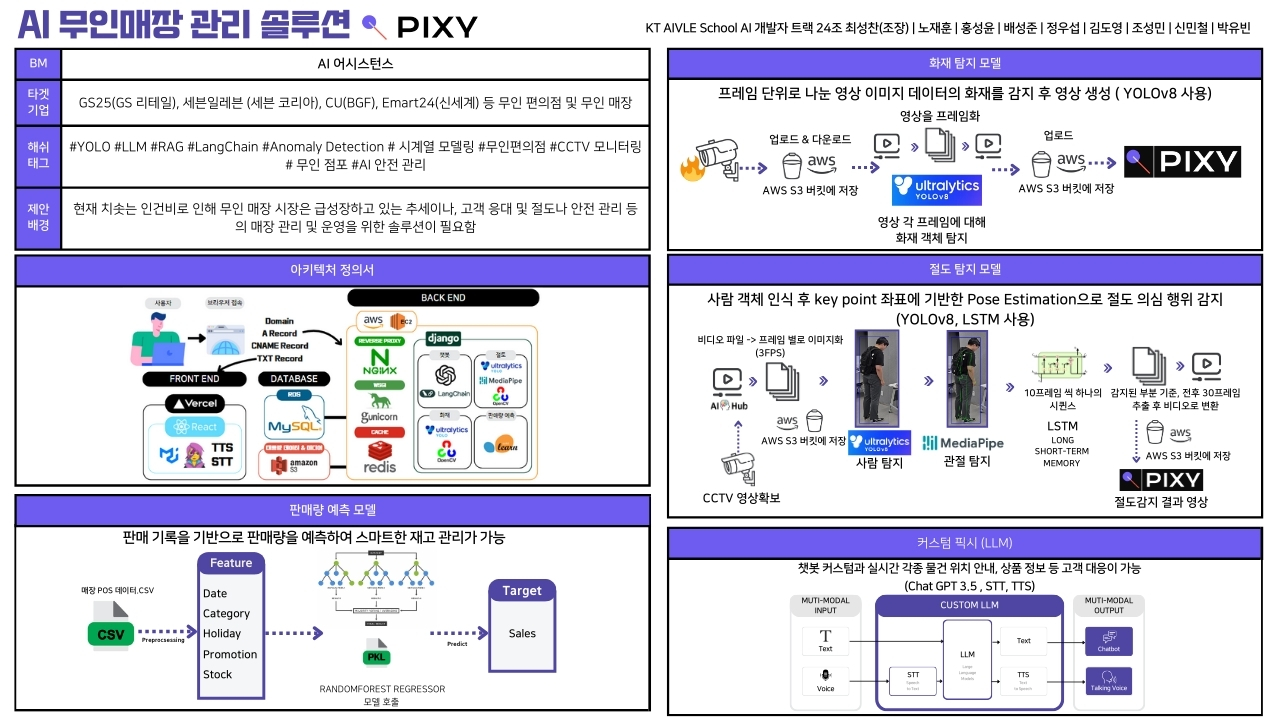 AI 무인매장 관리 솔루션 PIXY
KT AIVLE School AI 개발자 트랙 24조 최성찬(조장) | 노재훈 | 홍성윤 | 배성준 | 정우섭 | 김도영 | 조성민 | 신민철 | 박유빈
BM
AI 어시스턴스
타겟
기업
GS25(GS 리테일), 세븐일레븐 (세븐 코리아), CU(BGF), Emart24(신세계) 등 무인 편의점 및 무인 매장
해쉬
태그
#YOLO #LLM #RAG #LangChain #Anomaly Detection # 시계열 모델링 #무인편의점 #CCTV 모니터링
# 무인 점포 #AI 안전 관리
제안
배경
현재 치솟는 인건비로 인해 무인 매장 시장은 급성장하고 있는 추세이나, 고객 응대 및 절도나 안전 관리 등
의 매장 관리 및 운영을 위한 솔루션이 필요함
아키텍처 정의서
사용자
브라우저 접속
Domain
A Record
CNAME Record
TXT Record
BACK END
aws
EC2
REVERSE PROXY
NGINX
WSGI
gunicorn
CACHE
redis
django
챗봇
LangChain
절도
ultralytics
YOLO
MediaPipe
OpenCV
화재
ultralytics
YOLO
OpenCV
판매량 예측
learn
FRONT END
Vercel
React
TTS
STT
DATABASE
RDS
MySQL
amazon
S3
판매량 예측 모델
판매 기록을 기반으로 판매량을 예측하여 스마트한 재고 관리가 가능
매장 POS 데이터.CSV
CSV
Preprocsessing
Feature
Date
Category
Holiday
Promotion
Stock
PKL
RANDOMFOREST REGRESSOR
모델 호출
Predict
Target
Sales
화재 탐지 모델
프레임 단위로 나눈 영상 이미지 데이터의 화재를 감지 후 영상 생성 ( YOLOv8 사용)
업로드 & 다운로드
aws
AWS S3 버킷에 저장
영상을 프레임화
ultralytics
YOLOv8
영상 각 프레임에 대해
화재 객체 탐지
업로드
aws
AWS S3 버킷에 저장
PIXY
절도 탐지 모델
사람 객체 인식 후 key point 좌표에 기반한 Pose Estimation으로 절도 의심 행위 감지
(YOLOv8, LSTM 사용)
비디오 파일 -> 프레임 별로 이미지화
(3FPS)
AI Hub
aws
AWS S3 버킷에 저장
CCTV 영상확보
ultralytics
YOLOv8
사람 탐지
MediaPipe
관절 탐지
10프레임 씩 하나의
시퀀스
LSTM
LONG
SHORT-TERM
MEMORY
감지된 부분 기준, 전후 30프레임
추출 후 비디오로 변환
aws
AWS S3 버킷에 저장
PIXY
절도감지 결과 영상
커스텀 픽시 (LLM)
챗봇 커스텀과 실시간 각종 물건 위치 안내, 상품 정보 등 고객 대응이 가능
(Chat GPT 3.5 , STT, TTS)
MUTI-MODAL
INPUT
T
Text
Voice
CUSTOM LLM
STT
Speech
to Text
LLM
Large
Language
Models
Text
TTS
Text
to Speech
MUTI-MODAL
OUTPUT
Chatbot
Talking Voice